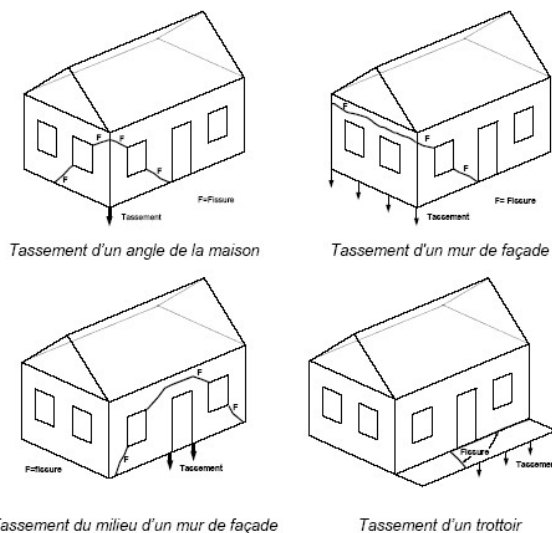 F
F
F
F
F=Fissure
Tassement
Tassement d'un angle de la maison
F
F
F
F= Fissure
Tassement
Tassement d'un mur de façade
F
F
F
F=fissure
Tassement
Tassement du milieu d'un mur de façade
Fissure
Tasseme
Tassement d'un trottoir